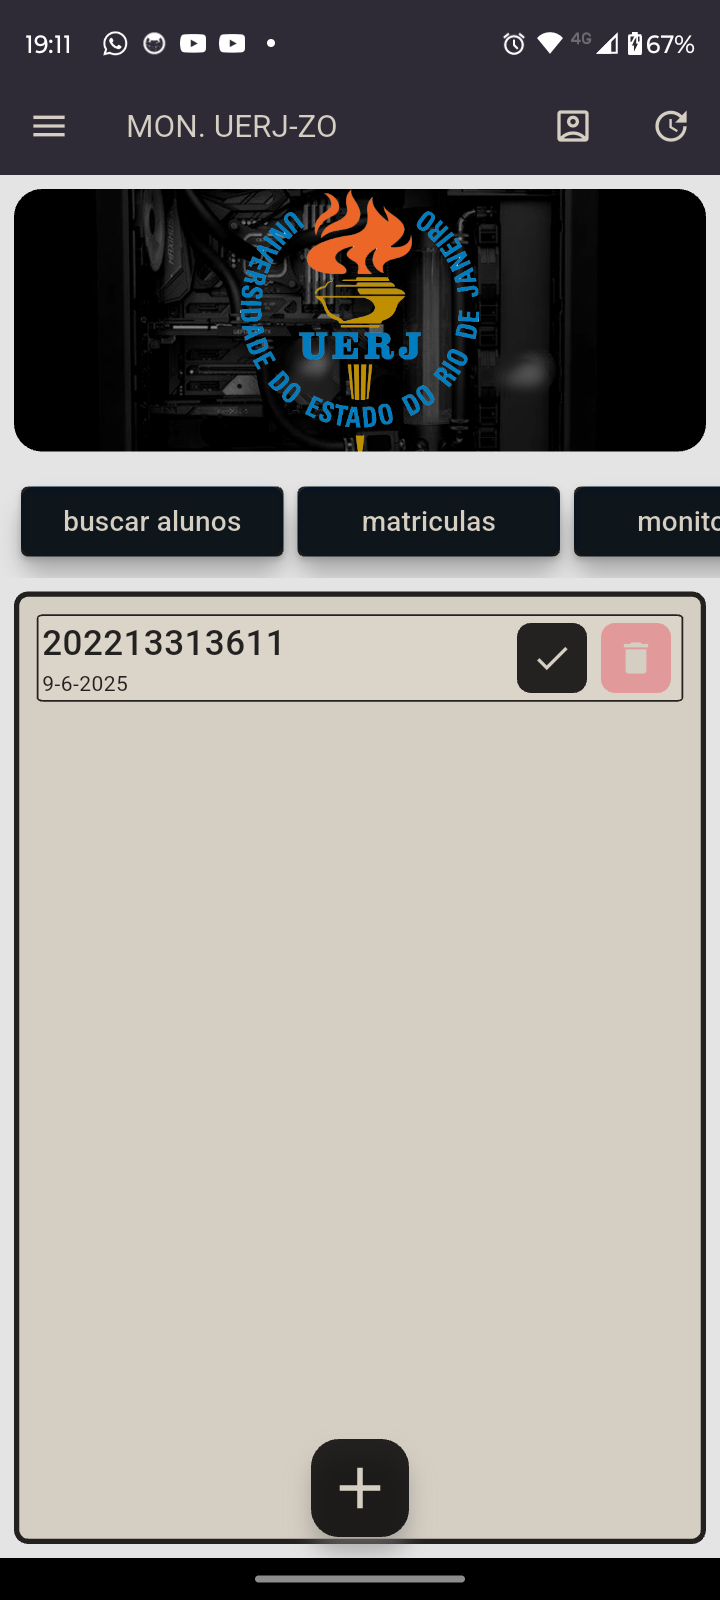 19:11
4G
67%
MON. UERJ-ZO
UNIVERSIDADE DO ESTADO DO RIO DE JANEIRO
UERJ
buscar alunos
matriculas
monito
202213313611
9-6-2025